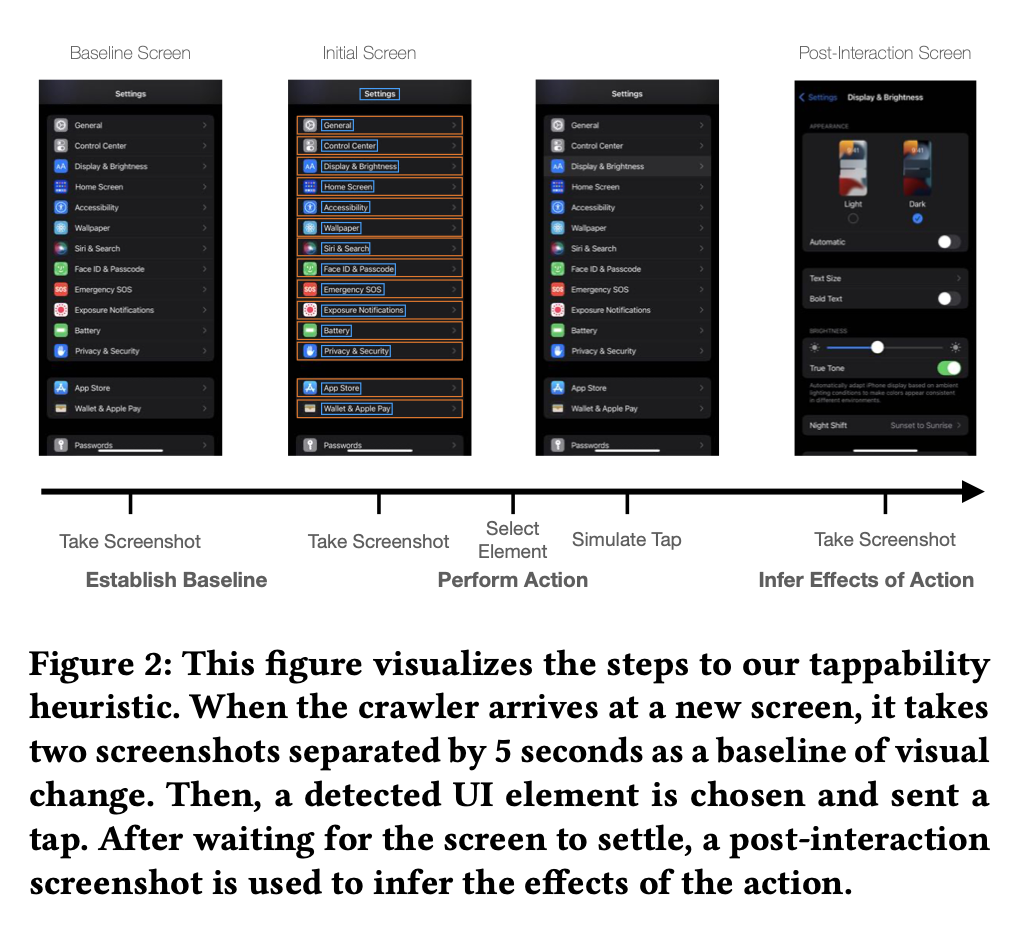 Baseline Screen
Initial Screen
Post-Interaction Screen
Settings
General
Control Center
Display & Brightness
Home Screen
Accessibility
Wallpaper
Siri & Search
Face ID & Passcode
Emergency SOS
Exposure Notifications
Battery
Privacy & Security
App Store
Wallet & Apple Pay
Passwords
Settings
General
Control Center
Display & Brightness
Home Screen
Accessibility
Wallpaper
Siri & Search
Face ID & Passcode
SOS
Emergency SOS
Exposure Notifications
Battery
Privacy & Security
App Store
Wallet & Apple Pay
Passwords
Settings
General
Control Center
AA Display & Brightness
Home Screen
Accessibility
Wallpaper
Siri & Search
Face ID & Passcode
SOS Emergency SOS
Exposure Notifications
Battery
Privacy & Security
App Store
Wallet & Apple Pay
Passwords
Settings Display & Brightness
APPEARANCE
9:41 9:41
Light Dark
Automatic
Text Size
Bold Text
BRIGHTNESS
True Tone
Automatically adapt iPhone display based on ambient
lighting conditions to make colors appear consistent
in different environments.
Night Shift Sunset to Sunrise
Take Screenshot
Take Screenshot
Select
Element
Simulate Tap
Take Screenshot
Establish Baseline
Perform Action
Infer Effects of Action
Figure 2: This figure visualizes the steps to our tappability
heuristic. When the crawler arrives at a new screen, it takes
two screenshots separated by 5 seconds as a baseline of visual
change. Then, a detected UI element is chosen and sent a
tap. After waiting for the screen to settle, a post-interaction
screenshot is used to infer the effects of the action.